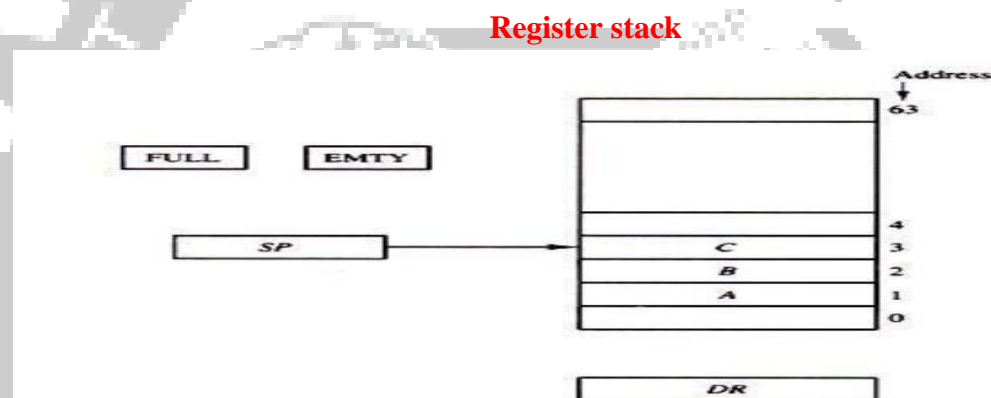 Register stack
Address
63
FULL EMTY
4
SP C 3
B 2
A 1
0
DR